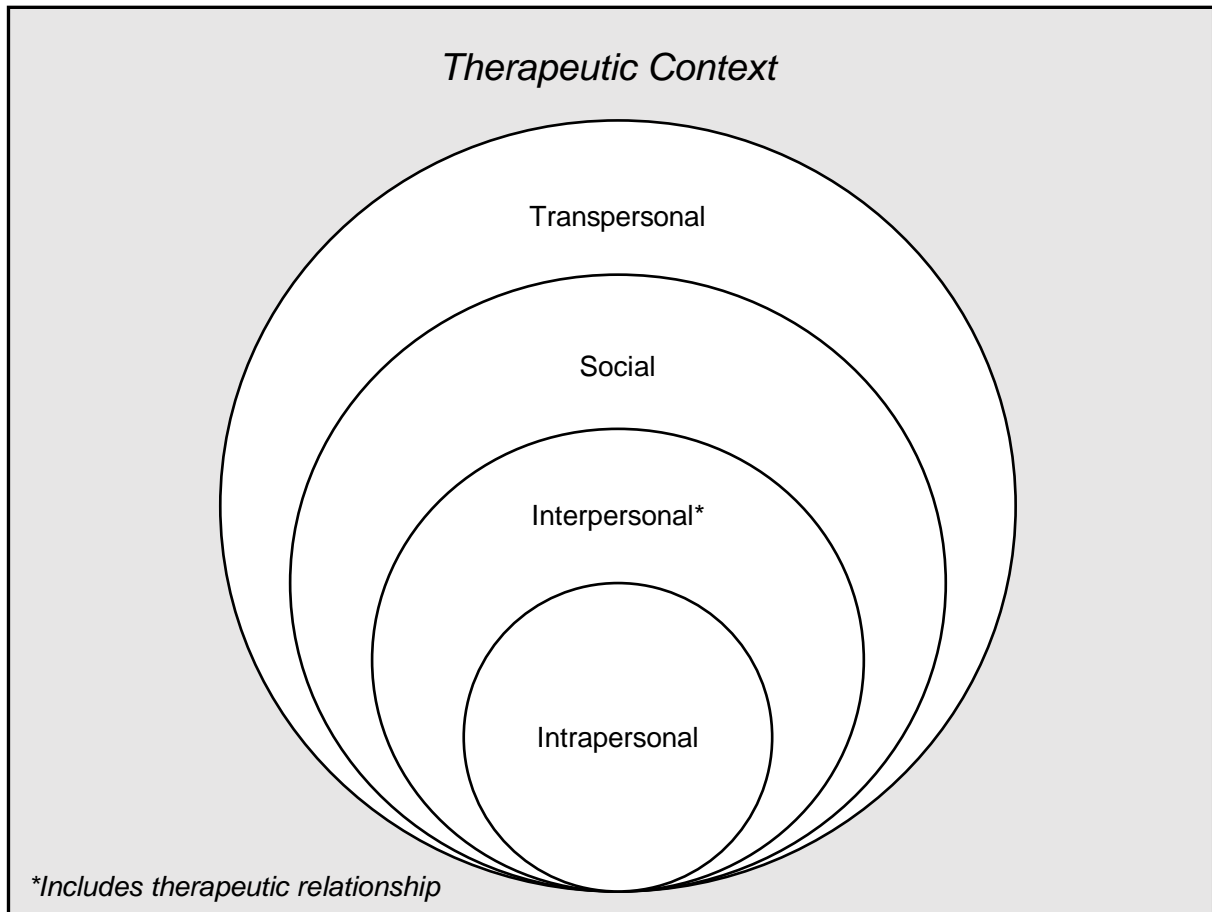 Therapeutic Context
Transpersonal
Social
Interpersonal*
Intrapersonal
*Includes therapeutic relationship